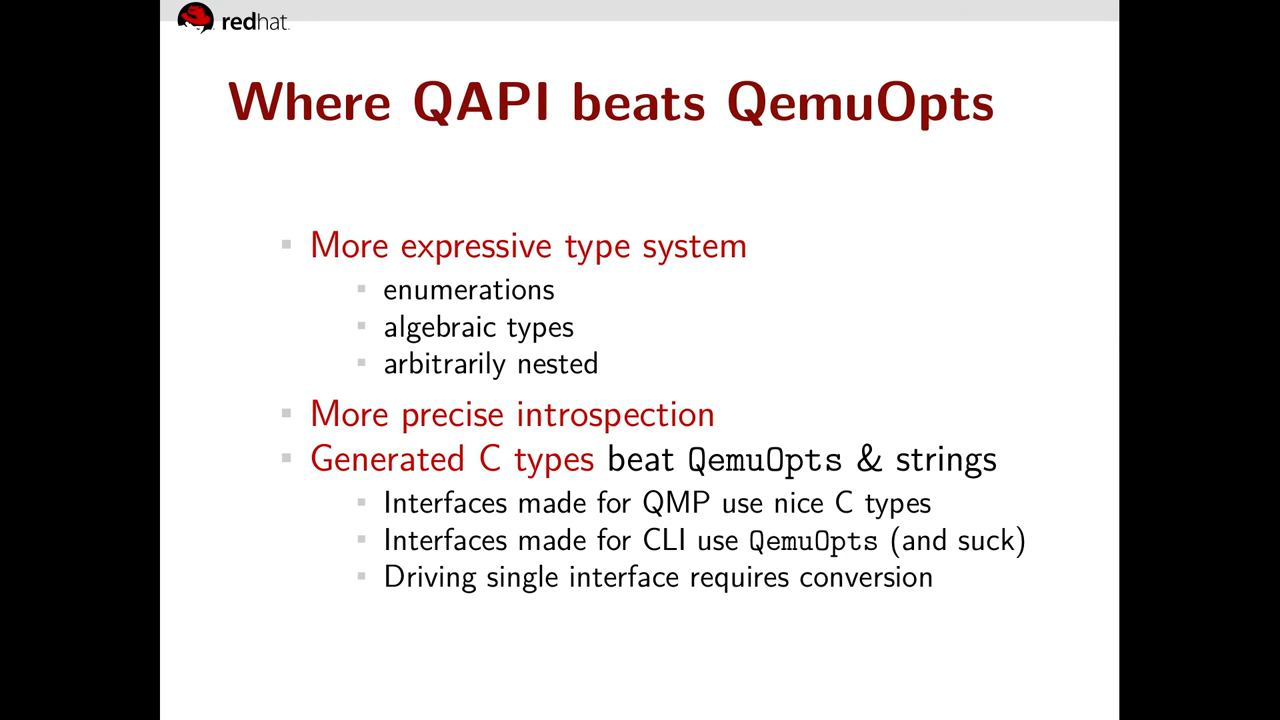 redhat.
Where QAPI beats QemuOpts
More expressive type system
enumerations
algebraic types
arbitrarily nested
More precise introspection
Generated C types beat QemuOpts & strings
Interfaces made for QMP use nice C types
Interfaces made for CLI use QemuOpts (and suck)
Driving single interface requires conversion